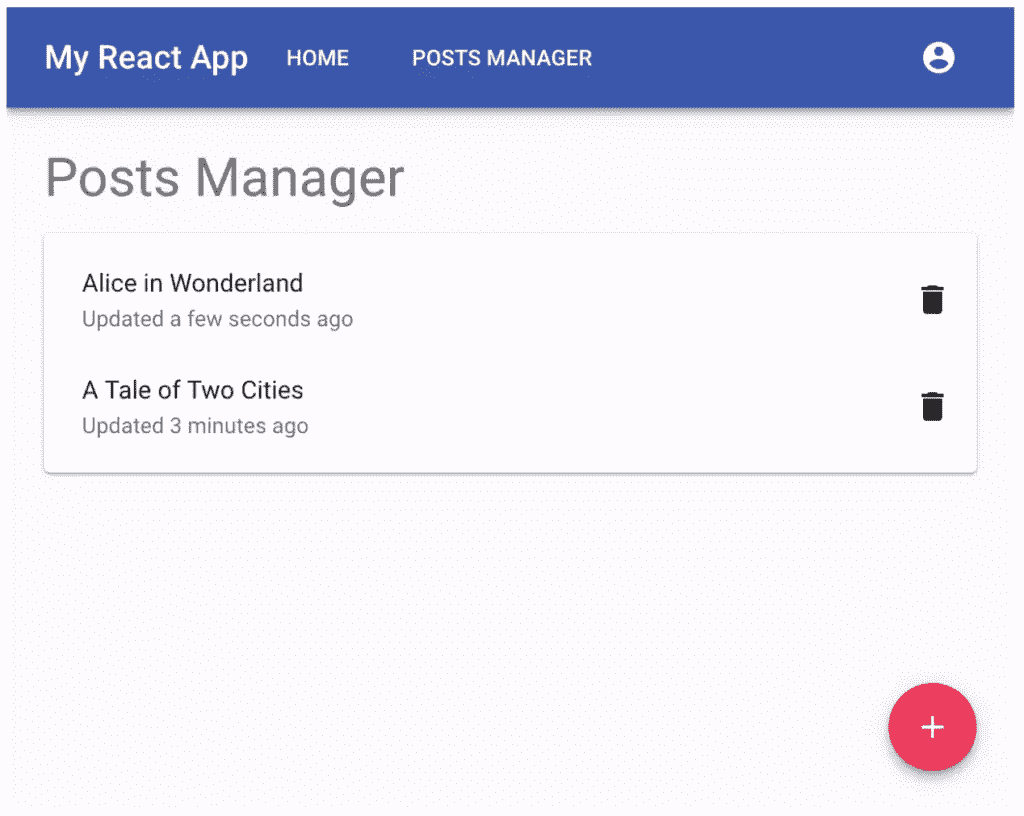 My React App HOME POSTS MANAGER
Posts Manager
Alice in Wonderland
Updated a few seconds ago
A Tale of Two Cities
Updated 3 minutes ago